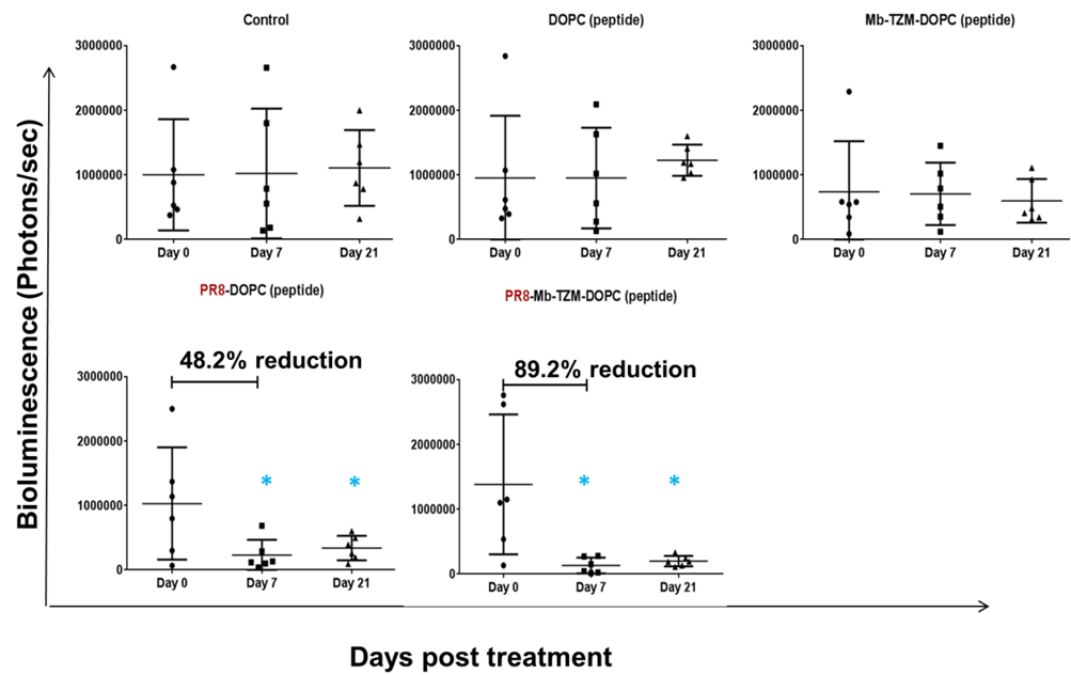 Control
DOPC (peptide)
Mb-TZM-DOPC (peptide)
3000000
2000000
1000000
0
Day 0
Day 7
Day 21
3000000
2000000
1000000
0
Day 0
Day 7
Day 21
3000000
2000000
1000000
0
Day 0
Day 7
Day 21
Bioluminescence (Photons/sec)
PR8-DOPC (peptide)
PR8-Mb-TZM-DOPC (peptide)
48.2% reduction
3000000
2000000
1000000
0
*
*
Day 0
Day 7
Day 21
89.2% reduction
3000000
2000000
1000000
0
*
*
Day 0
Day 7
Day 21
Days post treatment